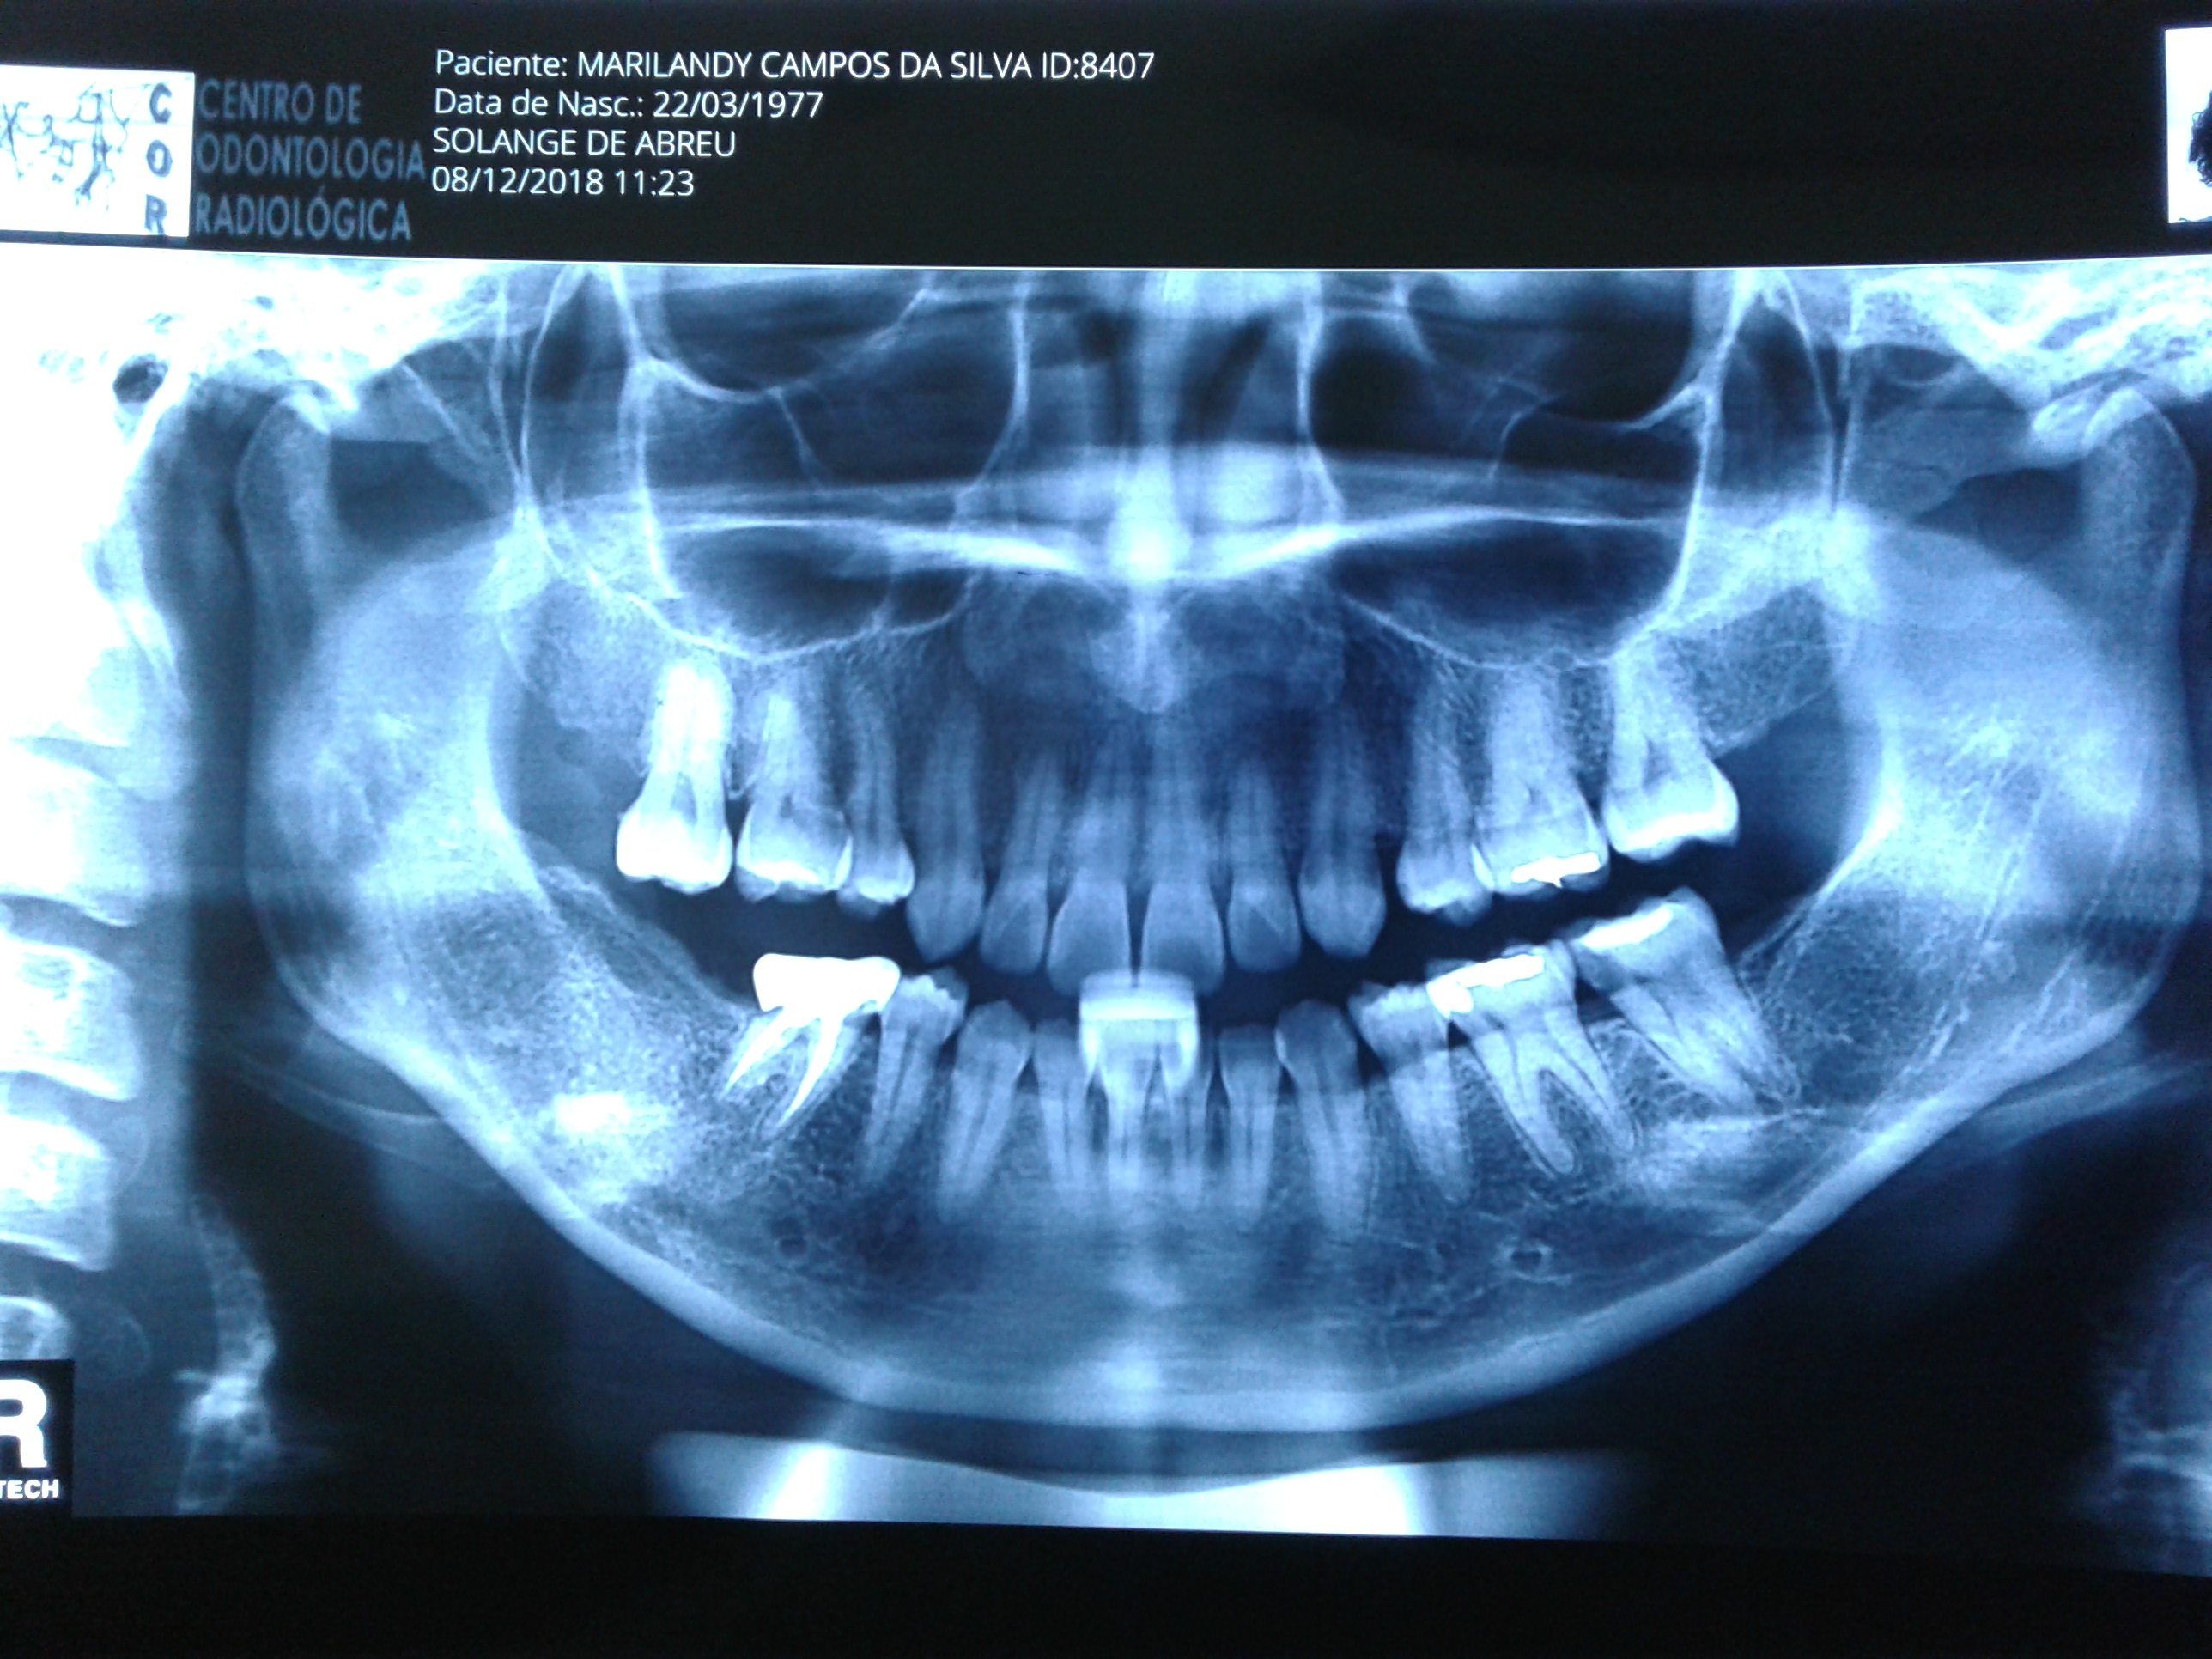 Paciente: MARILANDY CAMPOS DA SILVA ID:8407
Data de Nasc.: 22/03/1977
SOLANGE DE ABREU
08/12/2018 11:23
C CENTRO DE
O ODONTOLOGIA
R RADIOLÓGICA
R
TECH